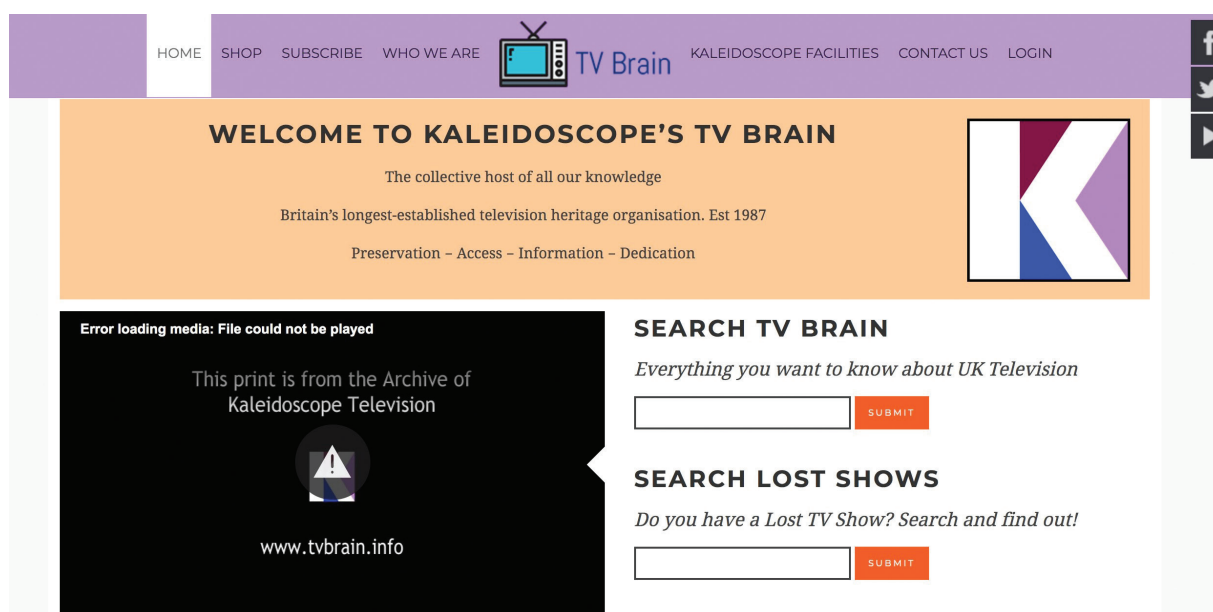 HOME SHOP SUBSCRIBE WHO WE ARE TV Brain KALEIDOSCOPE FACILITIES CONTACT US LOGIN
WELCOME TO KALEIDOSCOPE’S TV BRAIN
The collective host of all our knowledge
Britain’s longest-established television heritage organisation. Est 1987
Preservation – Access – Information – Dedication
Error loading media: File could not be played
This print is from the Archive of
Kaleidoscope Television
www.tvbrain.info
SEARCH TV BRAIN
Everything you want to know about UK Television
SUBMIT
SEARCH LOST SHOWS
Do you have a Lost TV Show? Search and find out!
SUBMIT